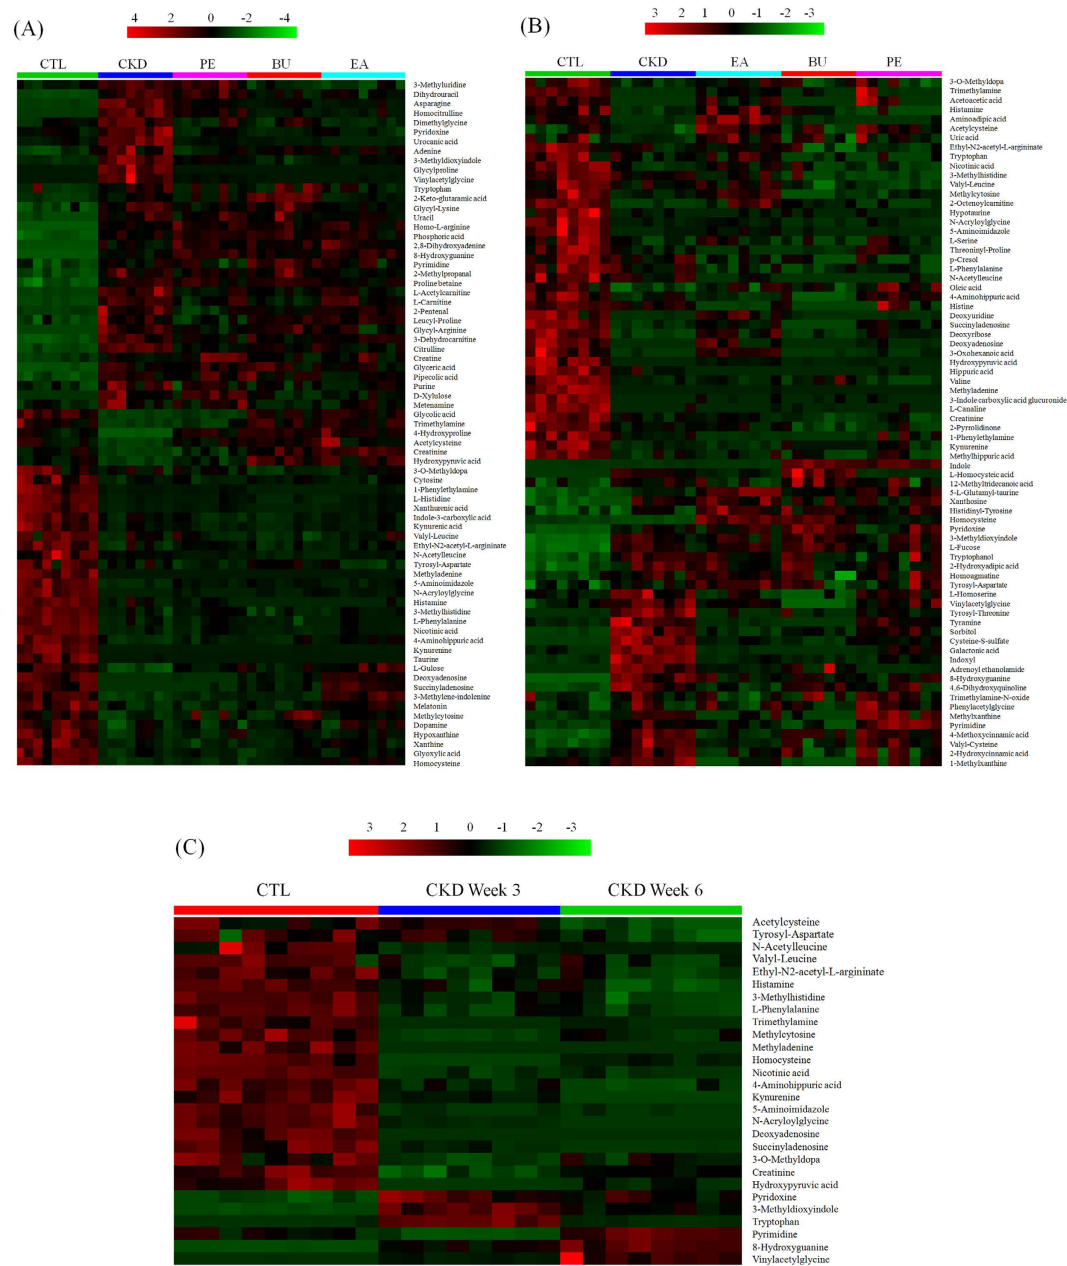 (A)
4 2 0 -2 -4
CTL CKD PE BU EA
3-Methyluridine
Dihydrouracil
Asparagine
Homocitrulline
Dimethylglycine
Pyridoxine
Urocanic acid
Adenine
3-Methyldioxyindole
Glycylproline
Vinylacetylglycine
Tryptophan
2-Keto-glutaramic acid
Glycyl-Lysine
Uracil
Homo-L-arginine
Phosphoric acid
2,8-Dihydroxyadenine
8-Hydroxyguanine
Pyrimidine
2-Methylpropanal
Proline betaine
L-Acetylcarnitine
L-Carnitine
2-Pentenal
Leucyl-Proline
Glycyl-Arginine
3-Dehydrocarnitine
Citrulline
Creatine
Glyceric acid
Pipecolic acid
Purine
D-Xylulose
Metenamine
Glycolic acid
Trimethylamine
4-Hydroxyproline
Acetylcysteine
Creatinine
Hydroxypyruvic acid
3-O-Methyldopa
Cytosine
1-Phenylethylamine
L-Histidine
Xanthurenic acid
Indole-3-carboxylic acid
Kynurenic acid
Valyl-Leucine
Ethyl-N2-acetyl-L-argininate
N-Acetylleucine
Tyrosyl-Aspartate
Methyladenine
5-Aminoimidazole
N-Acryloylglycine
Histamine
3-Methylhistidine
L-Phenylalanine
Nicotinic acid
4-Aminohippuric acid
Kynurenine
Taurine
L-Gulose
Deoxyadenosine
Succinyladenosine
3-Methylene-indolenine
Melatonin
Methylcytosine
Dopamine
Hypoxanthine
Xanthine
Glyoxylic acid
Homocysteine
(B)
3 2 1 0 -1 -2 -3
CTL CKD EA BU PE
3-O-Methyldopa
Trimethylamine
Acetoacetic acid
Histamine
Aminoadipic acid
Acetylcysteine
Uric acid
Ethyl-N2-acetyl-L-argininate
Tryptophan
Nicotinic acid
3-Methylhistidine
Valyl-Leucine
Methylcytosine
2-Octenoylcarnitine
Hypotaurine
N-Acryloylglycine
5-Aminoimidazole
L-Serine
Threoninyl-Proline
p-Cresol
L-Phenylalanine
N-Acetylleucine
Oleic acid
4-Aminohippuric acid
Histine
Deoxyuridine
Succinyladenosine
Deoxyribose
Deoxyadenosine
3-Oxohexanoic acid
Hydroxypyruvic acid
Hippuric acid
Valine
Methyladenine
3-Indole carboxylic acid glucuronide
L-Canaline
Creatinine
2-Pyrrolidinone
1-Phenylethylamine
Kynurenine
Methylhippuric acid
Indole
L-Homocysteic acid
12-Methyltridecanoic acid
5-L-Glutamyl-taurine
Xanthosine
Histidinyl-Tyrosine
Homocysteine
Pyridoxine
3-Methyldioxyindole
L-Fucose
Tryptophanol
2-Hydroxyadipic acid
Homoagmatine
Tyrosyl-Aspartate
L-Homoserine
Vinylacetylglycine
Tyrosyl-Threonine
Tyramine
Sorbitol
Cysteine-S-sulfate
Galactonic acid
Indoxyl
Adrenoyl ethanolamide
8-Hydroxyguanine
4,6-Dihydroxyquinoline
Trimethylamine-N-oxide
Phenylacetylglycine
Methylxanthine
Pyrimidine
4-Methoxycinnamic acid
Valyl-Cysteine
2-Hydroxycinnamic acid
1-Methylxanthine
(C)
3 2 1 0 -1 -2 -3
CTL CKD Week 3 CKD Week 6
Acetylcysteine
Tyrosyl-Aspartate
N-Acetylleucine
Valyl-Leucine
Ethyl-N2-acetyl-L-argininate
Histamine
3-Methylhistidine
L-Phenylalanine
Trimethylamine
Methylcytosine
Methyladenine
Homocysteine
Nicotinic acid
4-Aminohippuric acid
Kynurenine
5-Aminoimidazole
N-Acryloylglycine
Deoxyadenosine
Succinyladenosine
3-O-Methyldopa
Creatinine
Hydroxypyruvic acid
Pyridoxine
3-Methyldioxyindole
Tryptophan
Pyrimidine
8-Hydroxyguanine
Vinylacetylglycine